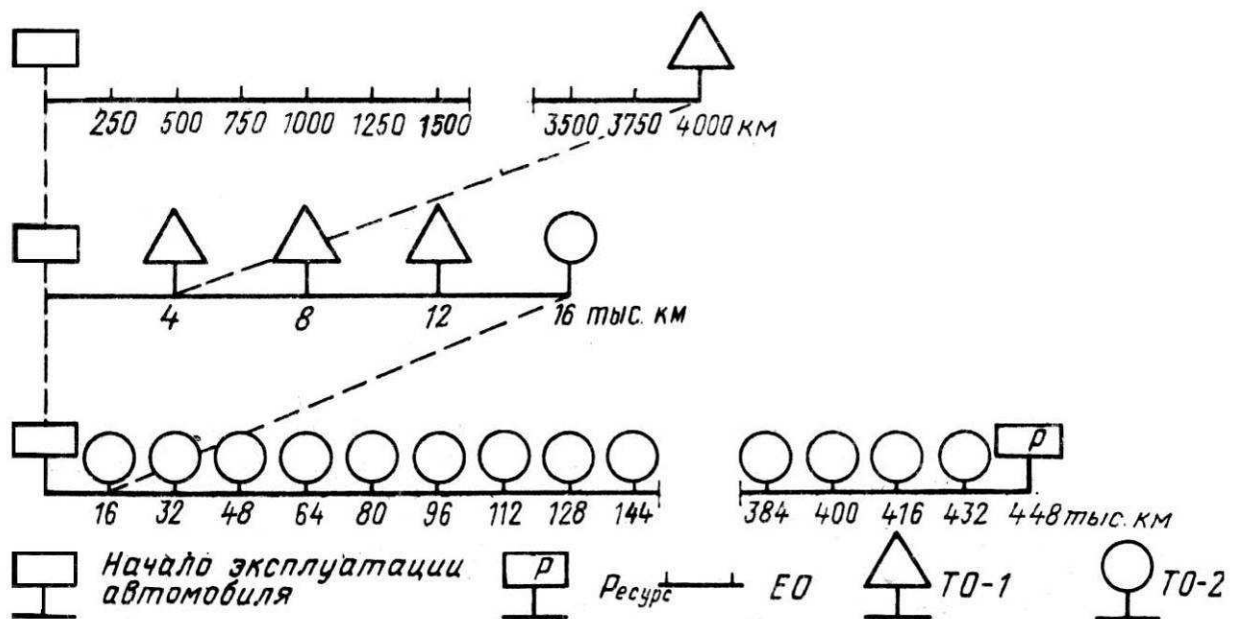 250 500 750 1000 1250 1500 3500 3750 4000 км
4 8 12 16 тыс. км
Р
16 32 48 64 80 96 112 128 144 384 400 416 432 448 тыс. км
Начало эксплуатации
автомобиля
Р
Ресурс
ЕО
ТО-1
ТО-2